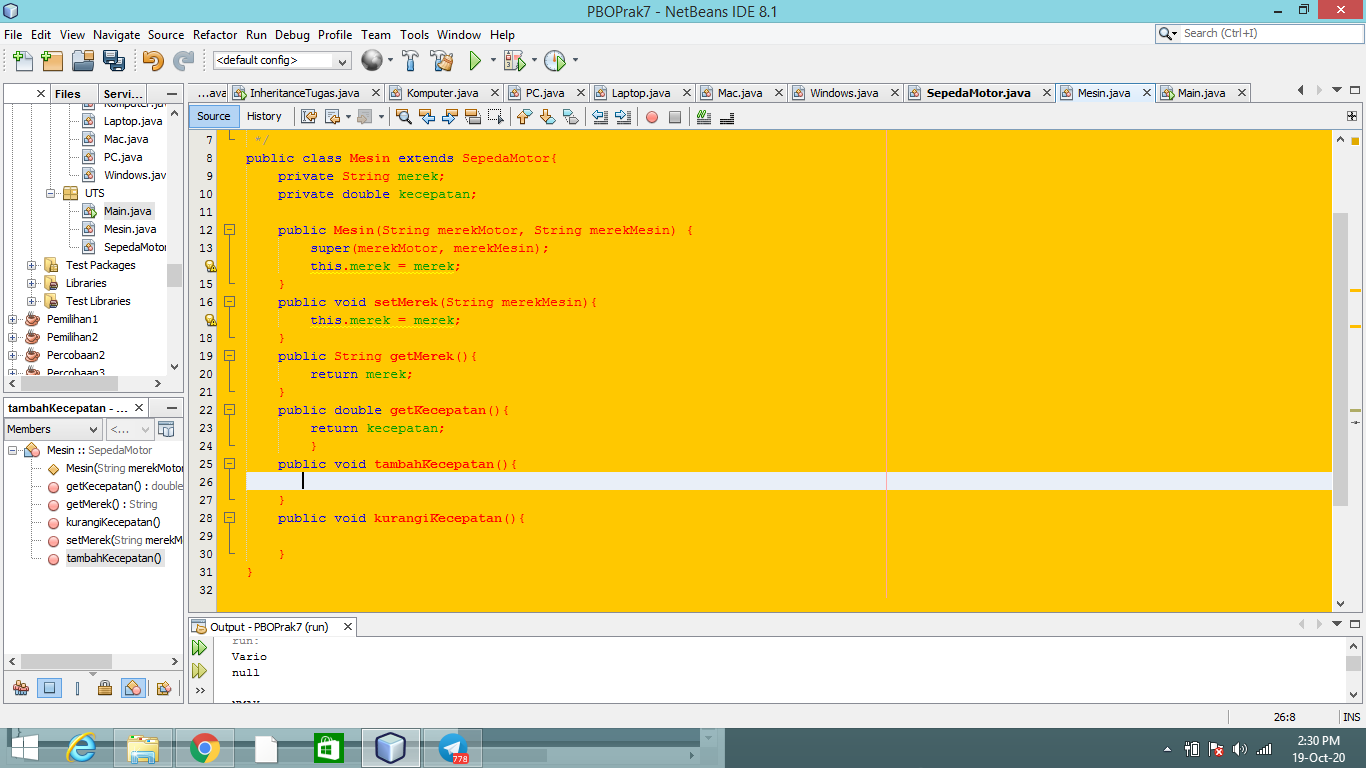 PBOPrak7 - NetBeans IDE 8.1
File Edit View Navigate Source Refactor Run Debug Profile Team Tools Window Help
Search (Ctrl+I)
<default config>
Files Servi...
...ava InheritanceTugas.java Komputer.java PC.java Laptop.java Mac.java Windows.java SepedaMotor.java Mesin.java Main.java
Source History
Komputer.jav
Laptop.java
Mac.java
PC.java
Windows.jav
UTS
Main.java
Mesin.java
SepedaMotor
Test Packages
Libraries
Test Libraries
Pemilihan1
Pemilihan2
Percobaan2
Percobaan3
tambahKecepatan - ...
Members <...
Mesin :: SepedaMotor
Mesin(String merekMotor
getKecepatan() : double
getMerek() : String
kurangiKecepatan()
setMerek(String merekM
tambahKecepatan()
7 */
8 public class Mesin extends SepedaMotor{
9 private String merek;
10 private double kecepatan;
11
12 public Mesin(String merekMotor, String merekMesin) {
13 super(merekMotor, merekMesin);
this.merek = merek;
15 }
16 public void setMerek(String merekMesin){
this.merek = merek;
18 }
19 public String getMerek(){
20 return merek;
21 }
22 public double getKecepatan(){
23 return kecepatan;
24 }
25 public void tambahKecepatan(){
26
27 }
28 public void kurangiKecepatan(){
29
30 }
31 }
32
Output - PBOPrak7 (run)
run:
Vario
null
26:8 INS
778
2:30 PM
19-Oct-20